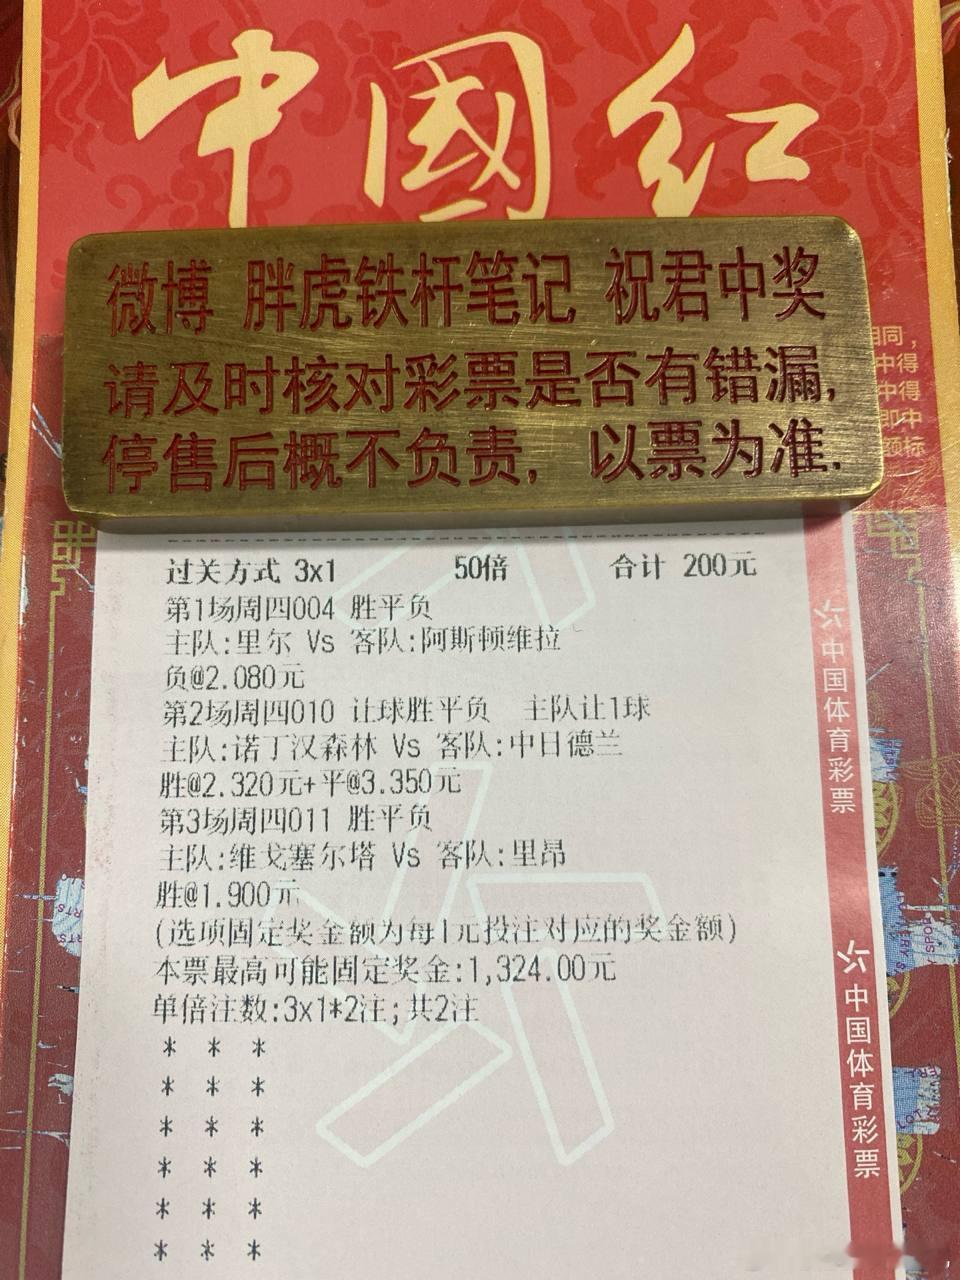 中国红
微博 胖虎铁杆笔记 祝君中奖
请及时核对彩票是否有错漏,
停售后概不负责, 以票为准.
相同，
中得
中得
即中
额标
过关方式 3x1 50倍 合计 200元
第1场周四004 胜平负
主队:里尔 Vs 客队:阿斯顿维拉
负@2.080元
第2场周四010 让球胜平负 主队让1球
主队:诺丁汉森林 Vs 客队:中日德兰
胜@2.320元+平@3.350元
第3场周四011 胜平负
主队:维戈塞尔塔 Vs 客队:里昂
胜@1.900元
(选项固定奖金额为每1元投注对应的奖金额)
本票最高可能固定奖金:1,324.00元
单倍注数:3x1*2注;共2注
* * *
* * *
* * *
* * *
* * *
* * *
中国体育彩票
中国体育彩票